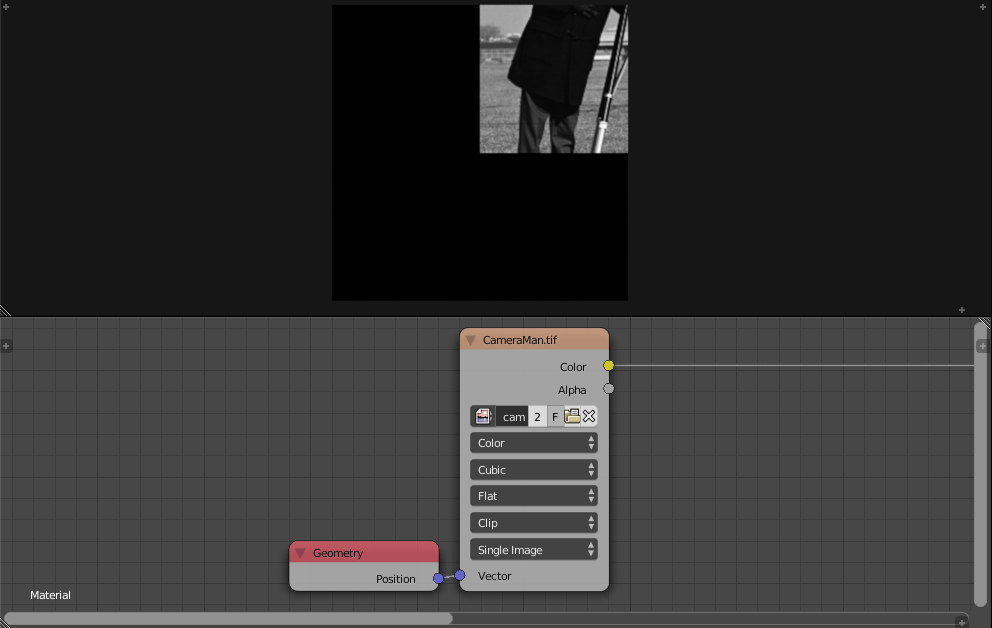 CameraMan.tif
Color
Alpha
cam 2 F
Color
Cubic
Flat
Clip
Single Image
Vector
Geometry
Position
Material